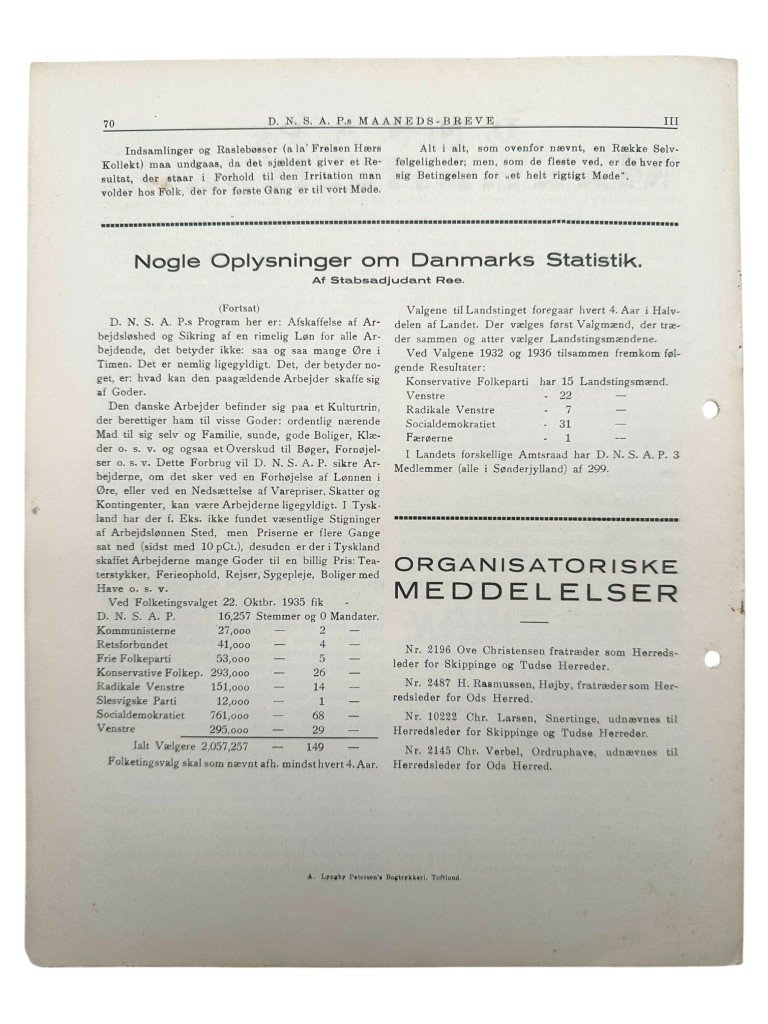 70
D. N. S. A. P.s MAANEDS-BREVE
III
Indsamlinger og Raslebøsser (a la' Frelsen Hærs
Kollekt) maa undgaas, da det sjældent giver et Re-
sultat, der staar i Forhold til den Irritation man
volder hos Folk, der for første Gang er til vort Møde.
Alt i alt, som ovenfor nævnt, en Række Selv-
følgeligheder; men, som de fleste ved, er de hver for
sig Betingelsen for „et helt rigtigt Møde".
Nogle Oplysninger om Danmarks Statistik.
Af Stabsadjudant Ree.
(Fortsat)
D. N. S. A. P.s Program her er: Afskaffelse af Ar-
bejdsløshed og Sikring af en rimelig Løn for alle Ar-
bejdende, det betyder ikke: saa og saa mange Øre i
Timen. Det er nemlig ligegyldigt. Det, der betyder no-
get, er: hvad kan den paagældende Arbejder skaffe sig
af Goder.
Den danske Arbejder befinder sig paa et Kulturtrin,
der berettiger ham til visse Goder: ordentlig nærende
Mad til sig selv og Familie, sunde, gode Boliger, Klæ-
der o. s. v. og ogsaa et Overskud til Bøger, Fornøjel-
ser o. s. v. Dette Forbrug vil D. N. S. A. P. sikre Ar-
bejderne, om det sker ved en Forhøjelse af Lønnen i
Øre, eller ved en Nedsættelse af Varepriser, Skatter og
Kontingenter, kan være Arbejderne ligegyldigt. I Tysk-
land har der f. Eks. ikke fundet væsentlige Stigninger
af Arbejdslønnen Sted, men Priserne er flere Gange
sat ned (sidst med 10 pCt.), desuden er der i Tyskland
skaffet Arbejderne mange Goder til en billig Pris: Tea-
terstykker, Ferieophold, Rejser, Sygepleje, Boliger med
Have o. s. v.
Ved Folketingsvalget 22. Oktbr. 1935 fik -
D. N. S. A. P. 16,257 Stemmer og 0 Mandater.
Kommunisterne 27,000 — 2 —
Retsforbundet 41,000 — 4 —
Frie Folkeparti 53,000 — 5 —
Konservative Folkep. 293,000 — 26 —
Radikale Venstre 151,000 — 14 —
Slesvigske Parti 12,000 — 1 —
Socialdemokratiet 761,000 — 68 —
Venstre 295.000 — 29 —
Ialt Vælgere 2,057,257 — 149 —
Folketingsvalg skal som nævnt afh. mindst hvert 4. Aar.
Valgene til Landstinget foregaar hvert 4. Aar i Halv-
delen af Landet. Der vælges først Valgmænd, der træ-
der sammen og atter vælger Landstingsmændene.
Ved Valgene 1932 og 1936 tilsammen fremkom føl-
gende Resultater:
Konservative Folkeparti har 15 Landstingsmænd.
Venstre - 22 —
Radikale Venstre - 7 —
Socialdemokratiet - 31 —
Færøerne - 1 —
I Landets forskellige Amtsraad har D. N. S. A. P. 3
Medlemmer (alle i Sønderjylland) af 299.
ORGANISATORISKE
MEDDELELSER
Nr. 2196 Ove Christensen fratræder som Herreds-
leder for Skippinge og Tudse Herreder.
Nr. 2487 H. Rasmussen, Højby, fratræder som Her-
redsleder for Ods Herred.
Nr. 10222 Chr. Larsen, Snertinge, udnævnes til
Herredsleder for Skippinge og Tudse Herreder.
Nr. 2145 Chr. Verbel, Ordruphave, udnævnes til
Herredsleder for Ods Herred.
A. Lyngby Petersen's Bogtrykkeri. Toftlund.